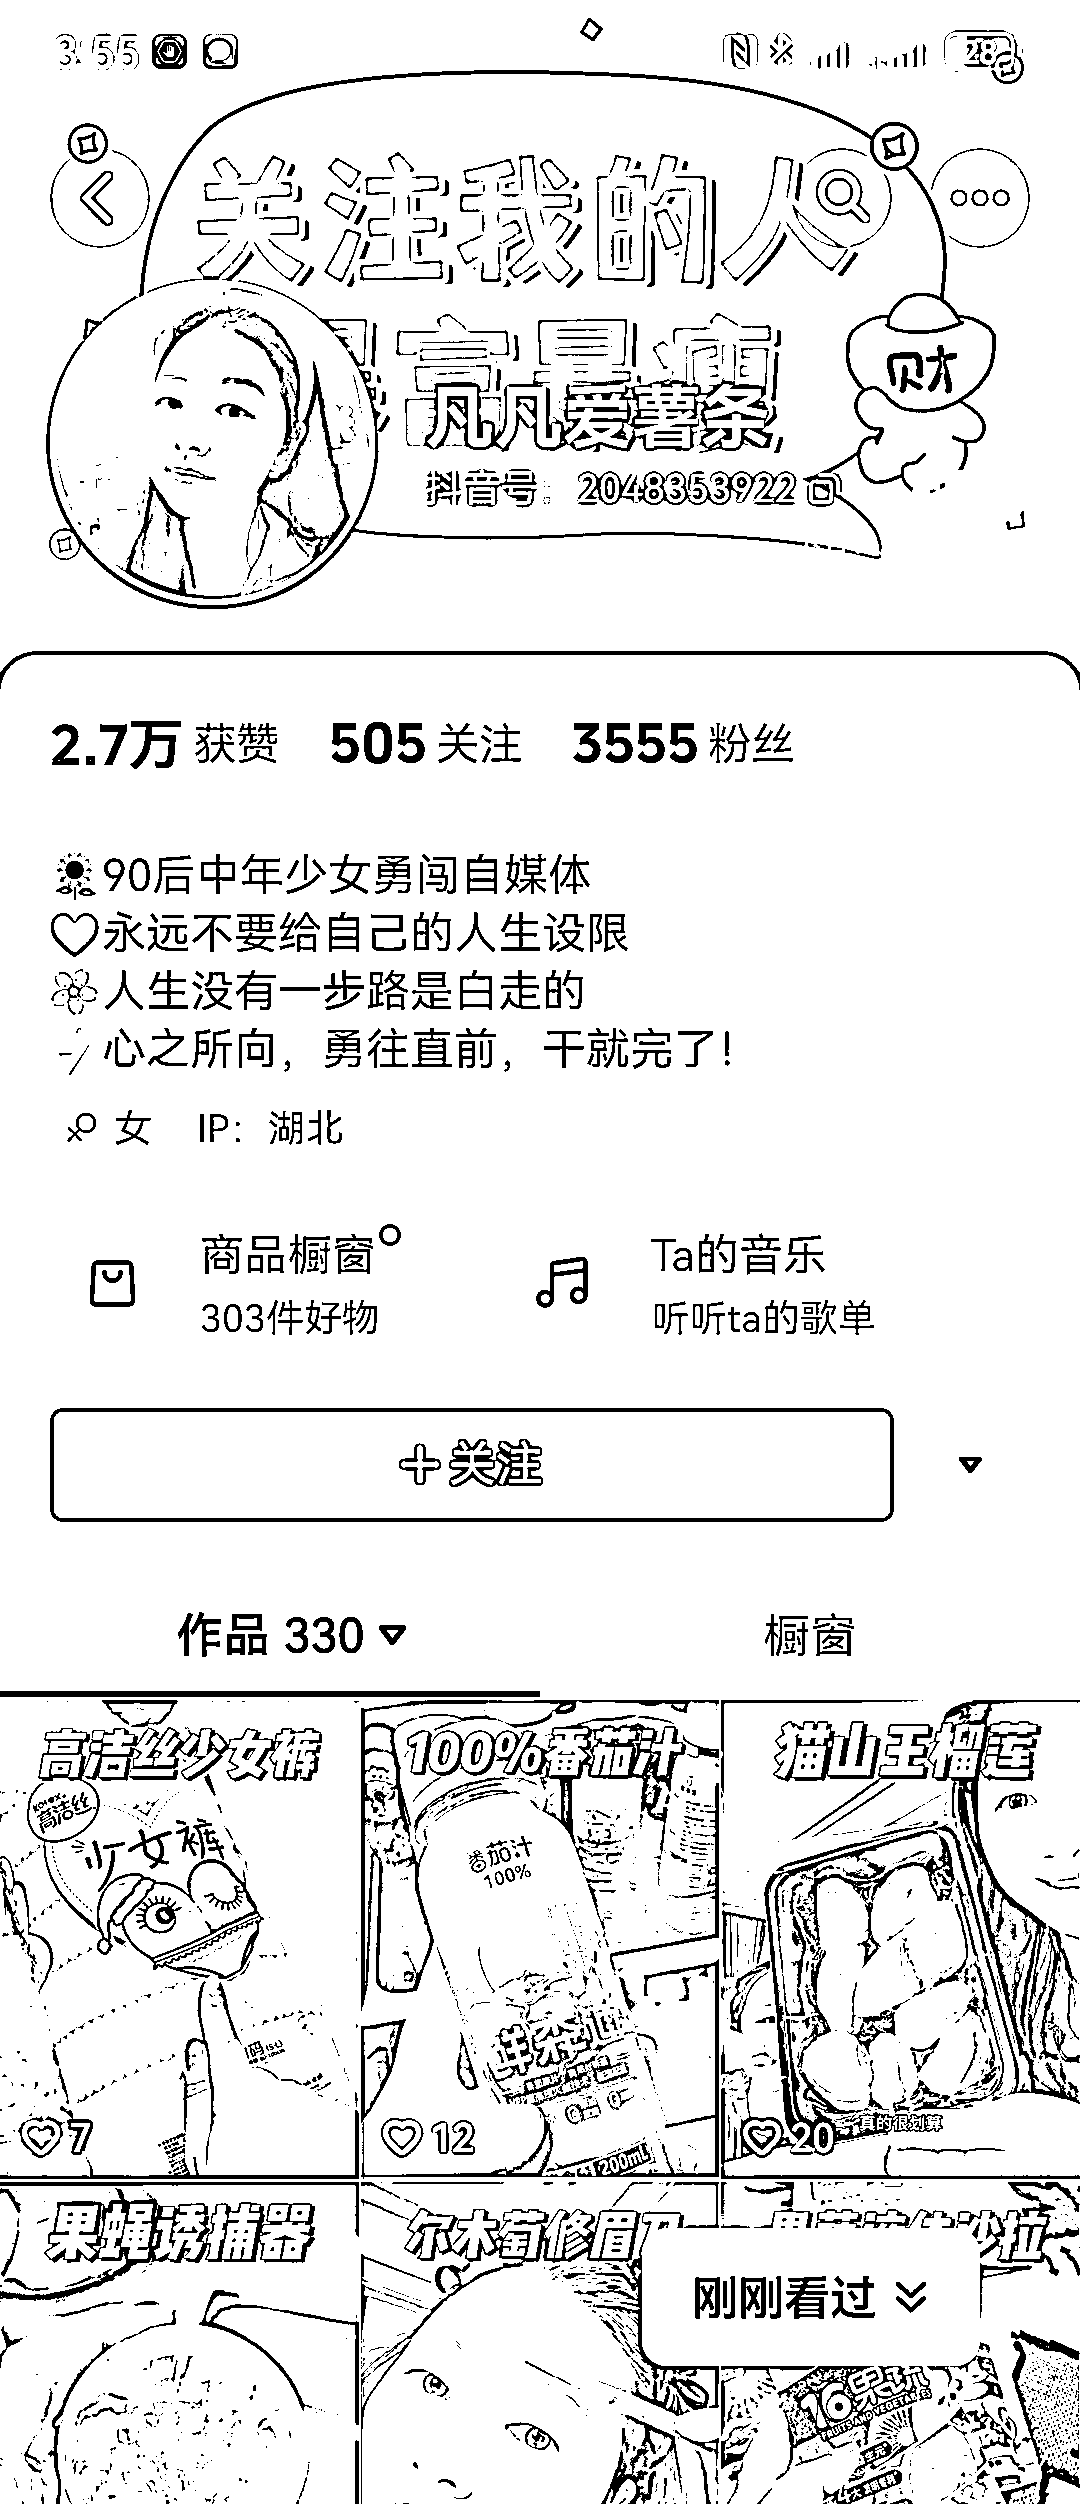 3:55
28
关注我的人
暴富暴瘦
财
凡凡爱薯条
抖音号：2048353922
2.7万 获赞 505 关注 3555 粉丝
90后中年少女勇闯自媒体
永远不要给自己的人生设限
人生没有一步路是白走的
心之所向，勇往直前，干就完了！
女 IP：湖北
商品橱窗
303件好物
Ta的音乐
听听ta的歌单
关注
作品 330
橱窗
高洁丝少女裤
高洁丝
少女裤
7
100%番茄汁
番茄汁
100%
200mL
12
猫山王榴莲
真的很划算
20
果蝇诱捕器
尔木萄修眉刀
沙拉
刚刚看过